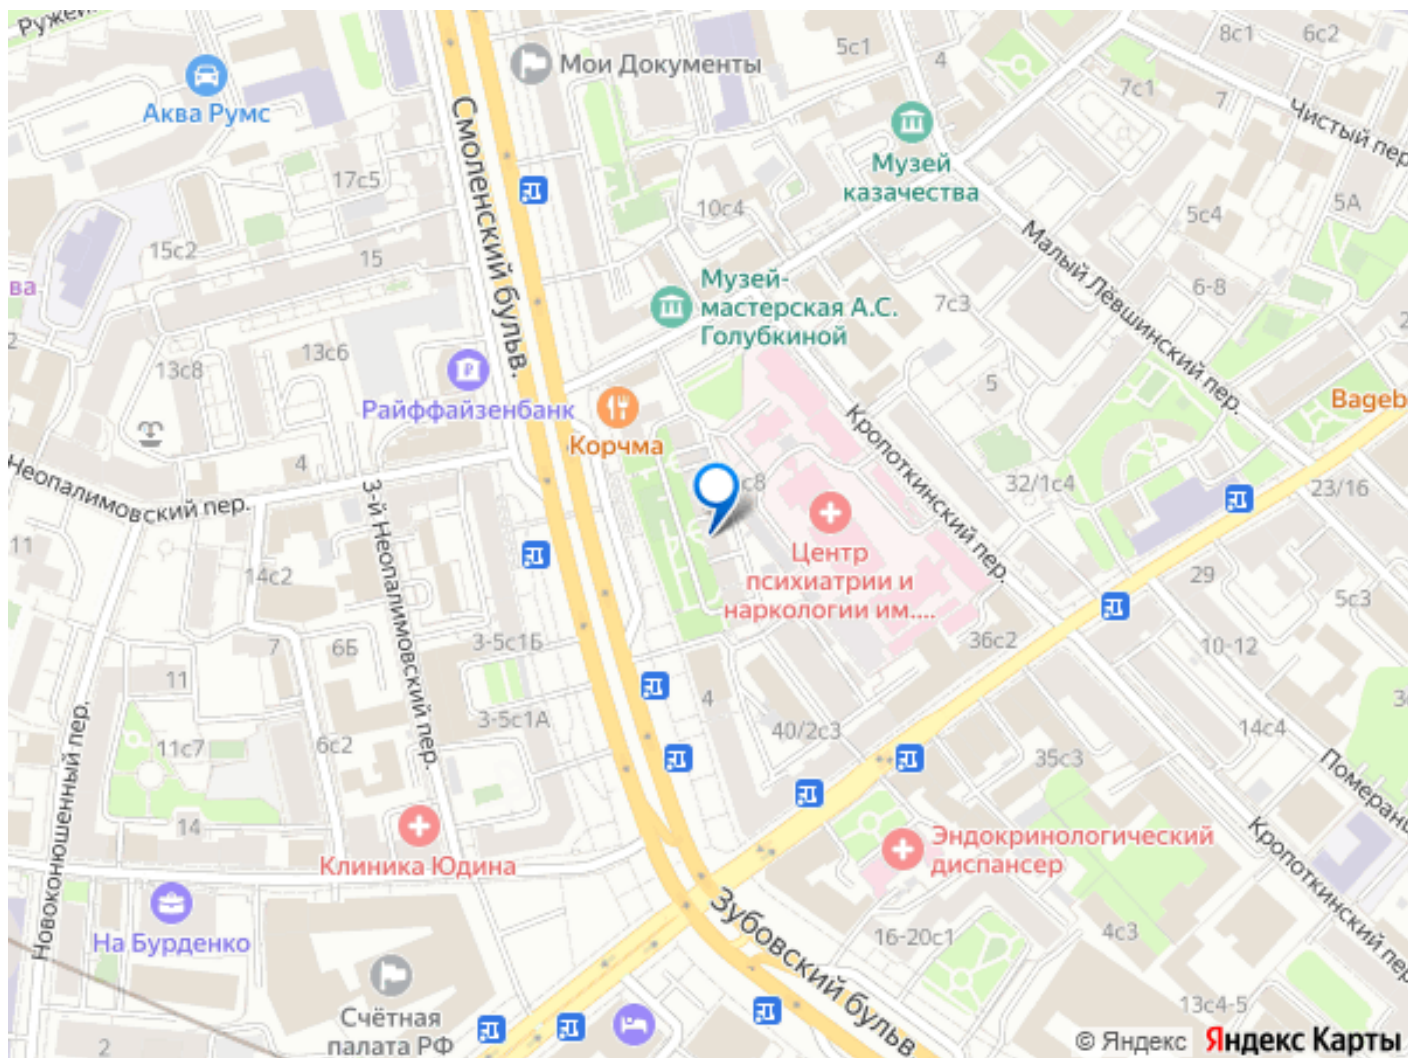 Ружей
Мои Документы
5с1
4
8с1
6с2
7с1
7
Чистый пер.
Аква Румс
Смоленский бульв.
Музей
казачества
17с5
10с4
5с4
5А
15с2
15
Малый Лёвшинский пер.
ва
2
Музей-
мастерская А.С.
Голубкиной
7с3
6-8
2
13с6
13с8
Райффайзенбанк
5
Bageb
Корчма
Кропоткинский пер.
Неопалимовский пер.
4
3-й Неопалимовский пер.
с8
32/1с4
23/16
11
Центр
психиатрии и
наркологии им....
14с2
29
5с3
7
6Б
3-5с1Б
36с2
10-12
11
3-5с1А
4
40/2с3
14с4
11с7
6с2
35с3
Новоконюшенный пер.
14
Клиника Юдина
Эндокринологический
диспансер
Померанц
Кропоткинский пер.
На Бурденко
Зубовский бульв
16-20с1
4с3
Счётная
палата РФ
13с4-5
2
© Яндекс Яндекс Карты